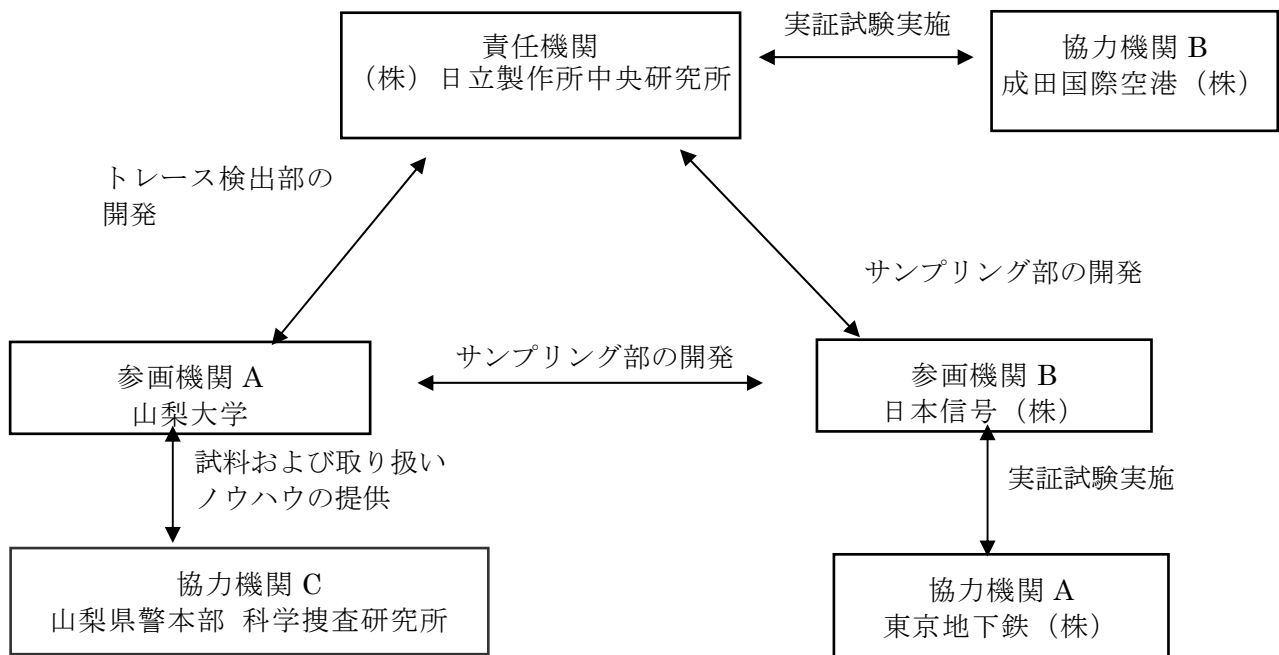 責任機関
（株）日立製作所中央研究所
実証試験実施
協力機関 B
成田国際空港（株）
トレース検出部の
開発
サンプリング部の開発
参画機関 A
山梨大学
サンプリング部の開発
参画機関 B
日本信号（株）
試料および取り扱い
ノウハウの提供
実証試験実施
協力機関 C
山梨県警本部 科学捜査研究所
協力機関 A
東京地下鉄（株）